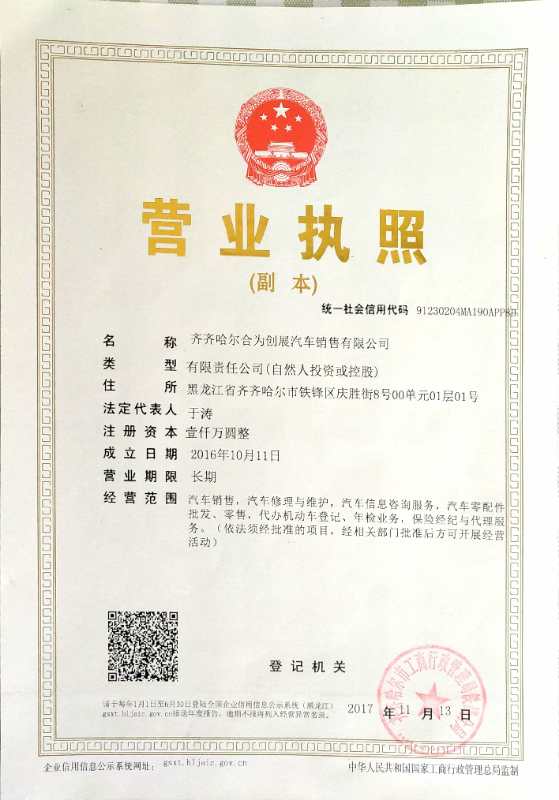 营业执照
(副 本)
统一社会信用代码 91230204MA190APP8D
名 称 齐齐哈尔合为创展汽车销售有限公司
类 型 有限责任公司(自然人投资或控股)
住 所 黑龙江省齐齐哈尔市铁锋区庆胜街8号00单元01层01号
法定代表人 于涛
注册资本 壹仟万圆整
成立日期 2016年10月11日
营业期限 长期
经营范围 汽车销售，汽车修理与维护，汽车信息咨询服务，汽车零配件
批发、零售，代办机动车登记、年检业务，保险经纪与代理服
务。（依法须经批准的项目，经相关部门批准后方可开展经营
活动）
登记机关
请于每年1月1日至6月30日登陆全国企业信用信息公示系统（黑龙江）
gsxt.hljaic.gov.cn报送年度报告，逾期不报将列入经营异常名录。
2017 年 11 月 13 日
企业信用信息公示系统网址： gsxt.hljaic.gov.cn
中华人民共和国国家工商行政管理总局监制